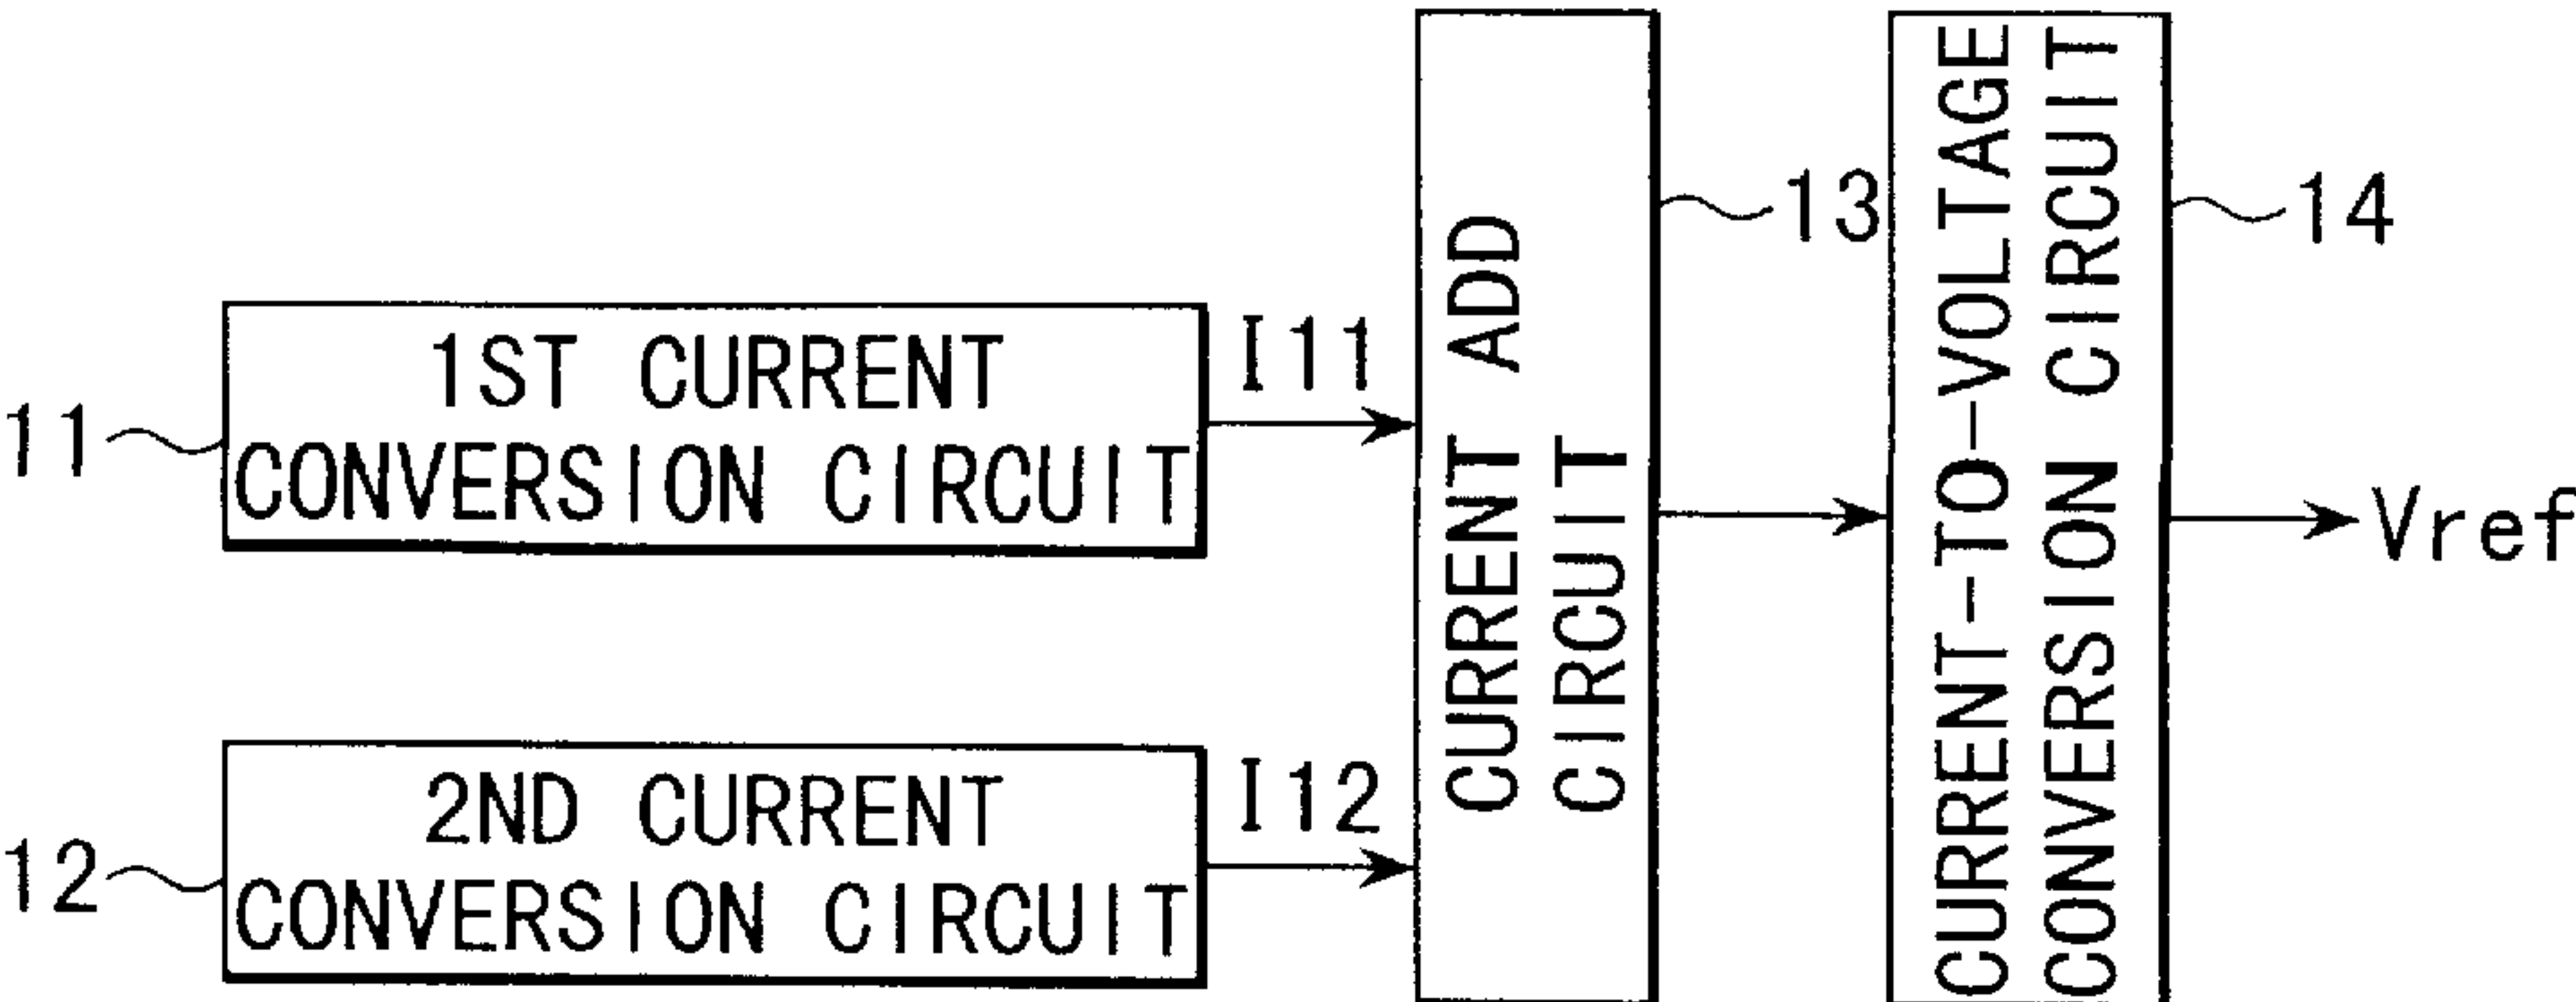 11
1ST CURRENT
CONVERSION CIRCUIT
I11
12
2ND CURRENT
CONVERSION CIRCUIT
I12
CURRENT ADD
CIRCUIT
13
CURRENT-TO-VOLTAGE
CONVERSION CIRCUIT
14
Vref